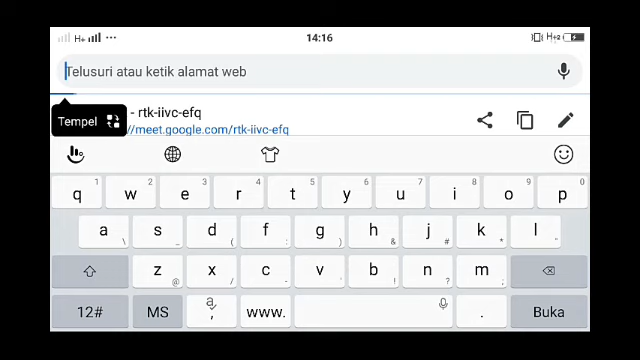 H+ 14:16 H+2
Telusuri atau ketik alamat web
Tempel
- rtk-iivc-efq
//meet.google.com/rtk-iivc-efq
q 1 w 2 e 3 r 4 t 5 y 6 u 7 i 8 o 9 p 0
a \ s _ d ( f : g ) h & j # k * l "
z @ x / c - v ' b ! n ? m ;
12# MS a , www. . Buka